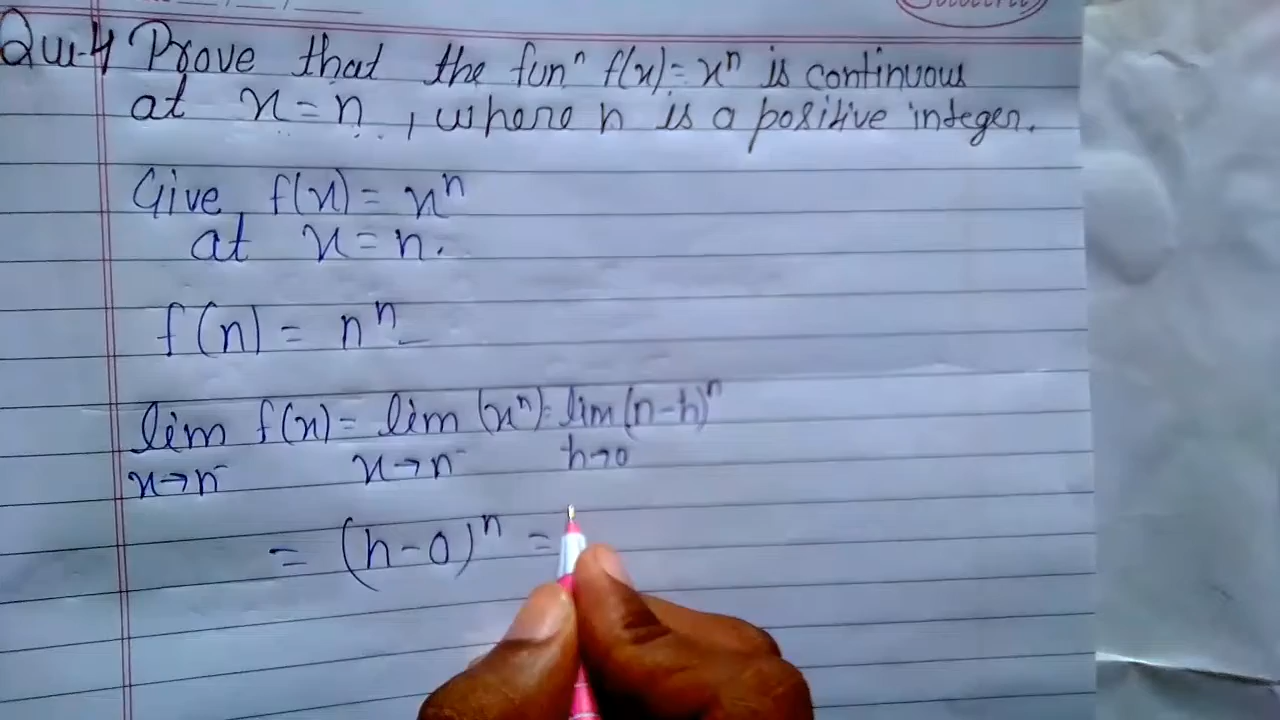 Qu.4 Prove that the funⁿ f(x) = xⁿ is continuous
at x = n, where n is a positive integer.
Give, f(x) = xⁿ
at x = n.
f(n) = nⁿ
lim f(x) = lim (xⁿ) = lim (n-h)ⁿ
x→n⁻ x→n⁻ h→0
= (n-0)ⁿ =